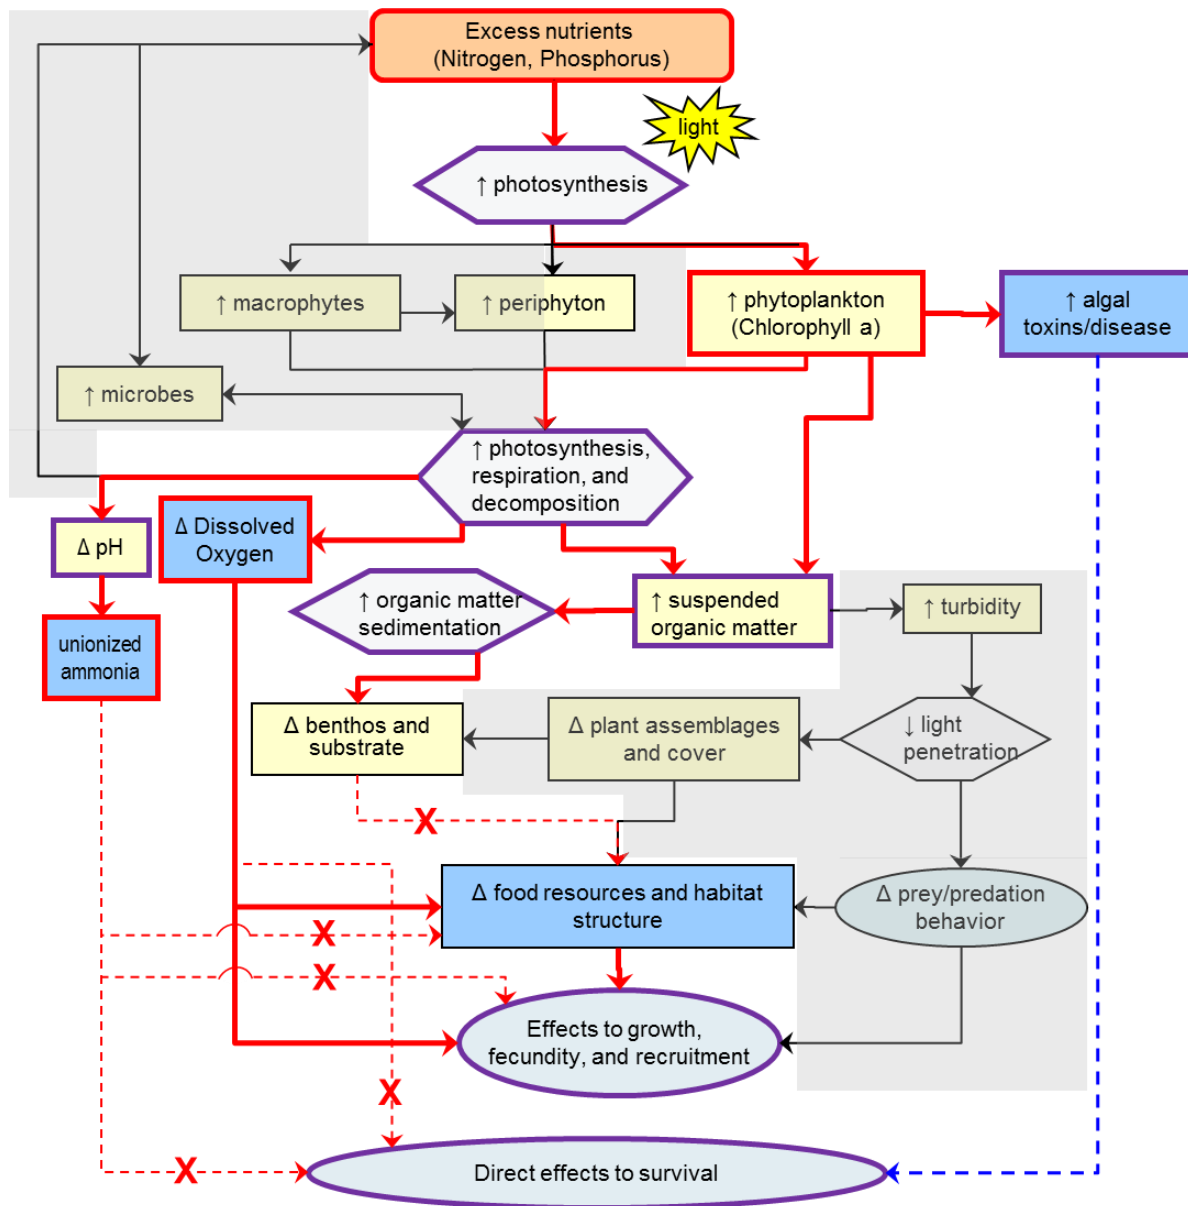 Excess nutrients
(Nitrogen, Phosphorus)
light
↑ photosynthesis
↑ macrophytes
↑ periphyton
↑ phytoplankton
(Chlorophyll a)
↑ algal
toxins/disease
↑ microbes
↑ photosynthesis,
respiration, and
decomposition
Δ pH
Δ Dissolved
Oxygen
↑ organic matter
sedimentation
↑ suspended
organic matter
↑ turbidity
unionized
ammonia
Δ benthos and
substrate
Δ plant assemblages
and cover
↓ light
penetration
X
Δ food resources and habitat
structure
Δ prey/predation
behavior
X
X
Effects to growth,
fecundity, and recruitment
X
X
Direct effects to survival